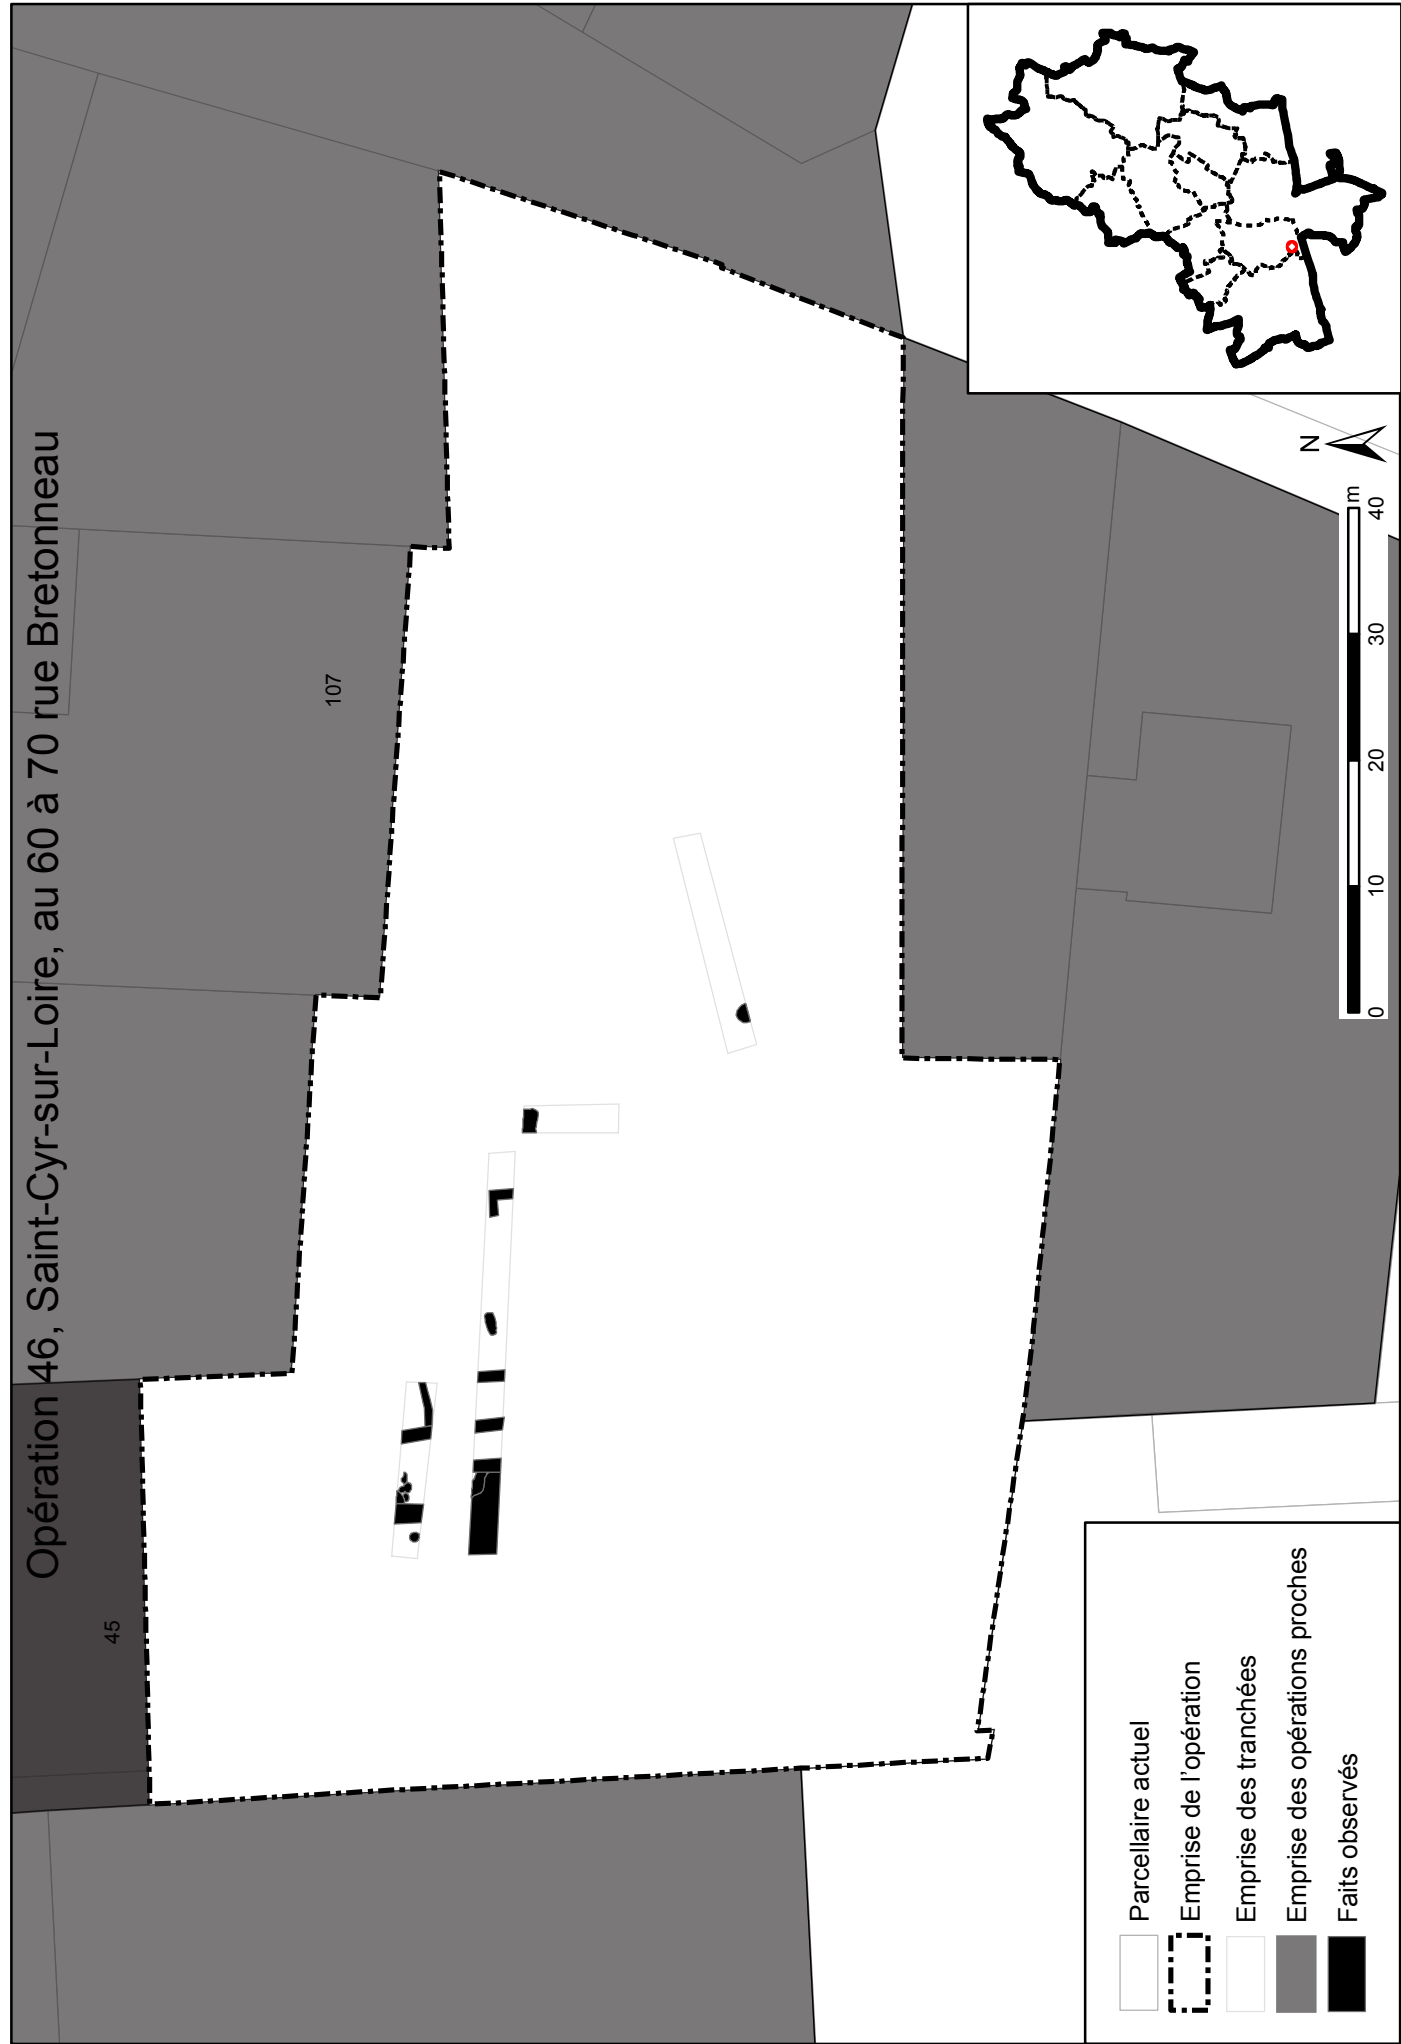 Opération 46, Saint-Cyr-sur-Loire, au 60 à 70 rue Bretonneau
45
107
N
m
0 10 20 30 40
Parcellaire actuel
Emprise de l'opération
Emprise des tranchées
Emprise des opérations proches
Faits observés